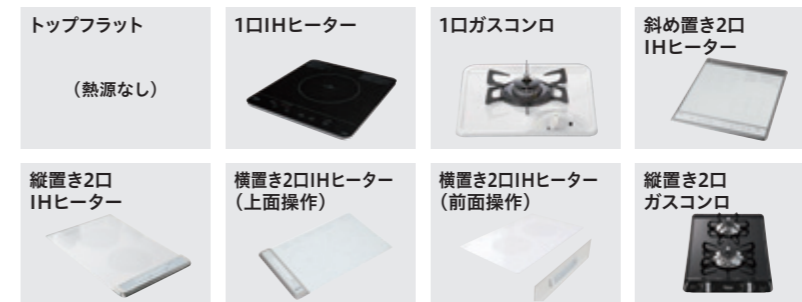 トップフラット
（熱源なし）
1口IHヒーター
1口ガスコンロ
斜め置き2口
IHヒーター
縦置き2口
IHヒーター
横置き2口IHヒーター
（上面操作）
横置き2口IHヒーター
（前面操作）
縦置き2口
ガスコンロ